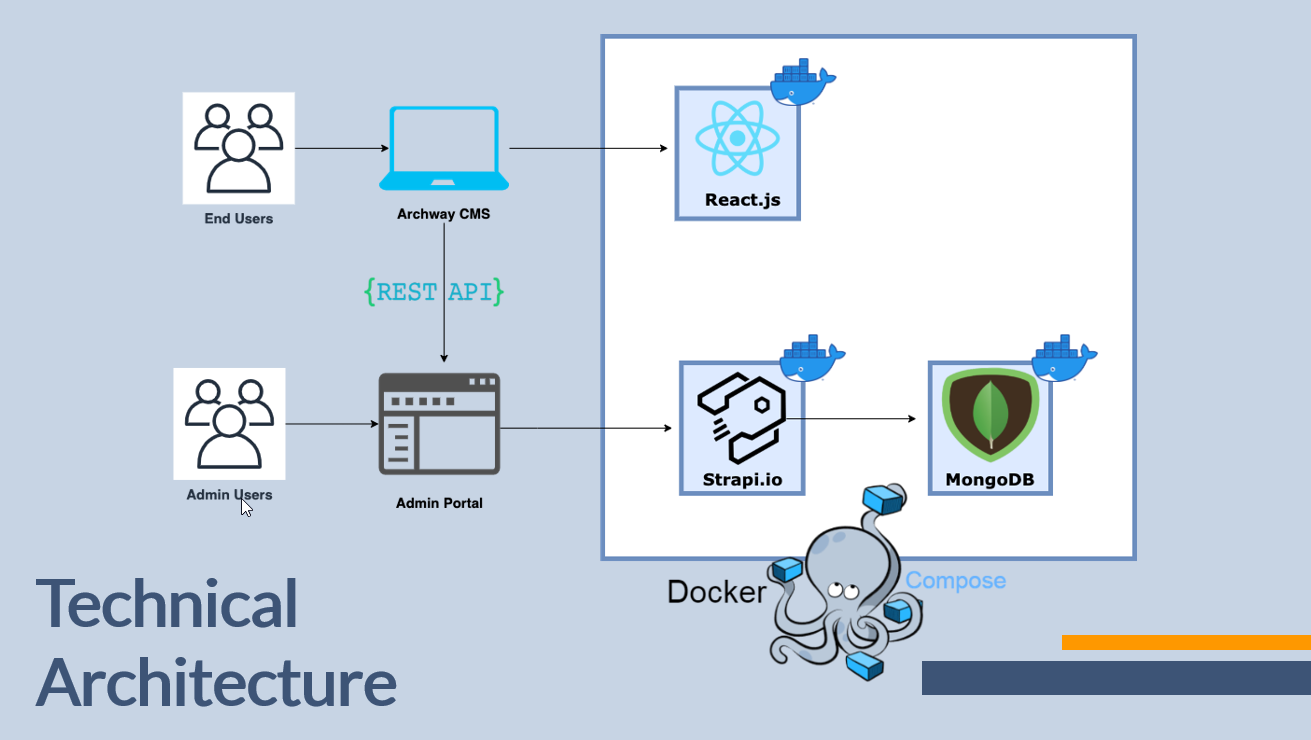 React.js
End Users
Archway CMS
{REST API}
Strapi.io
MongoDB
Admin Users
Admin Portal
Docker
Compose
Technical
Architecture